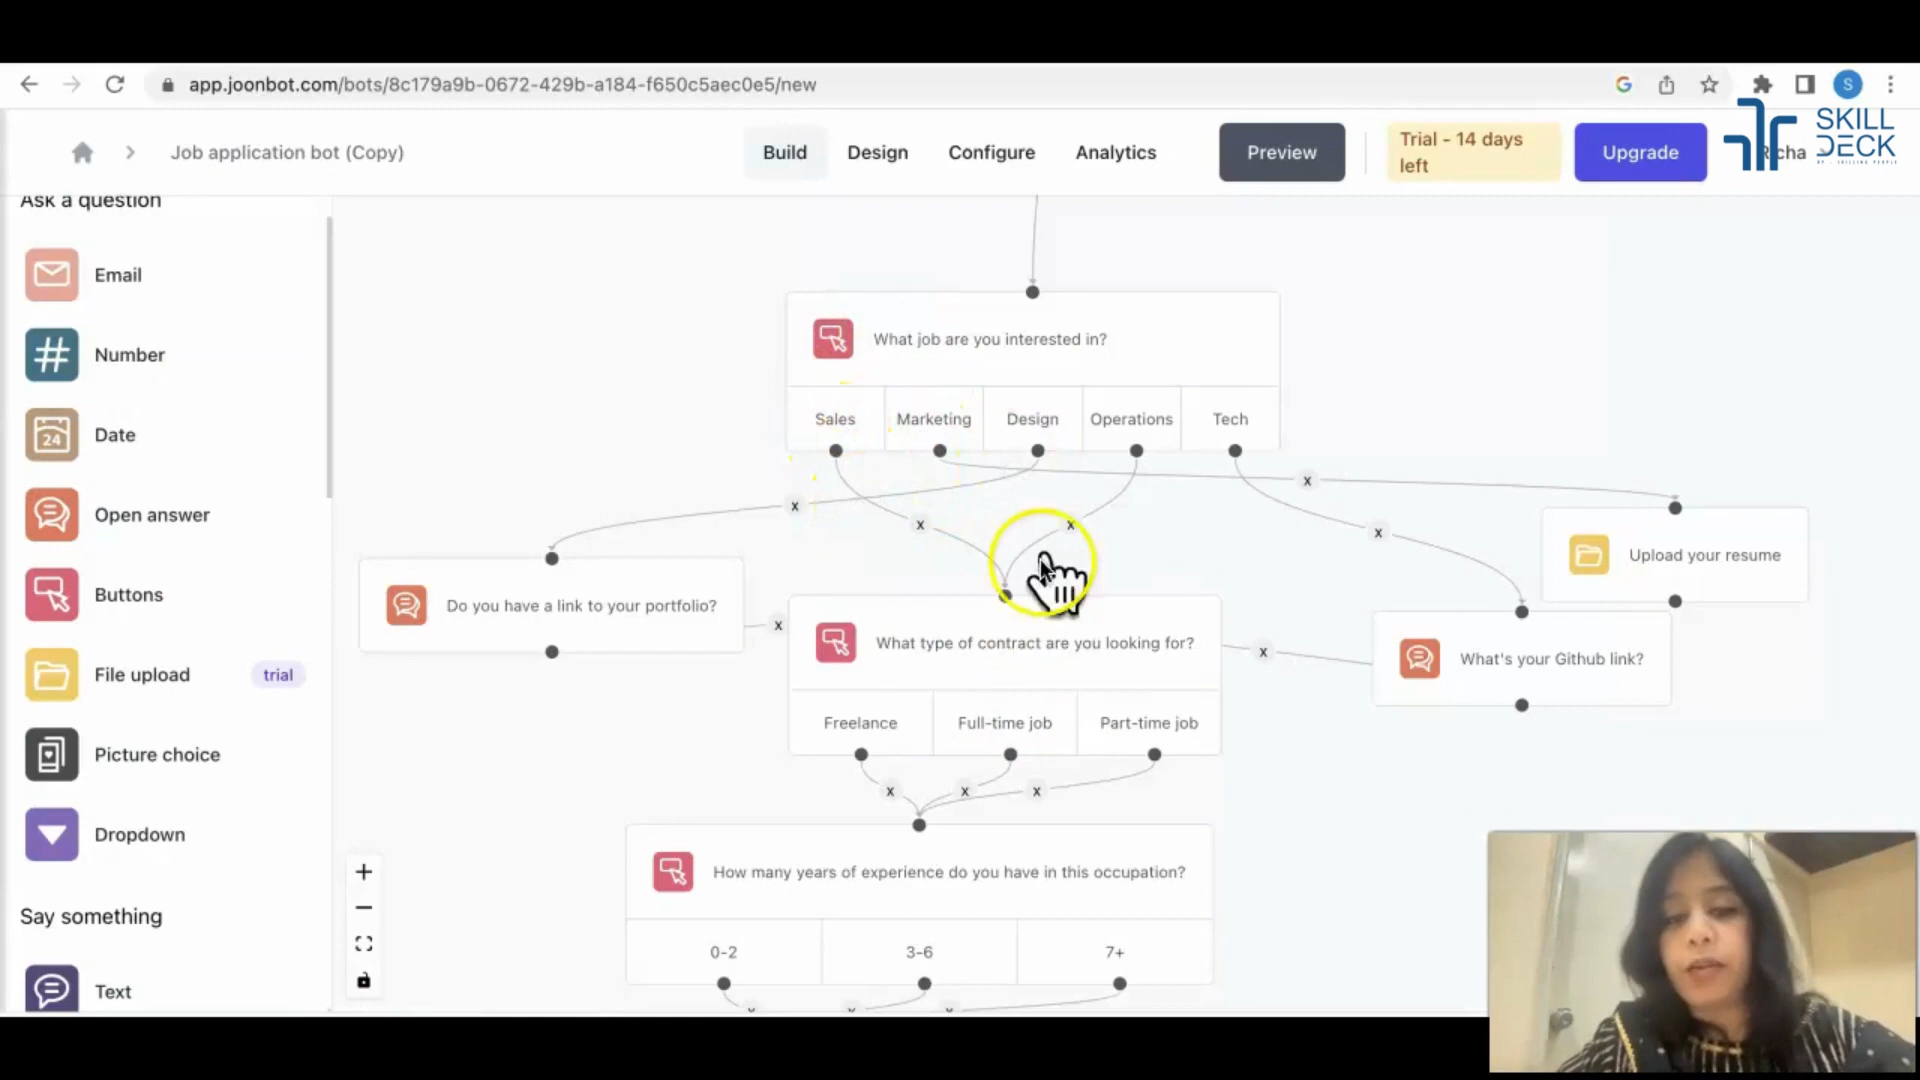 app.joonbot.com/bots/8c179a9b-0672-429b-a184-f650c5aec0e5/new
S
SKILL
DECK
Job application bot (Copy)
Build
Design
Configure
Analytics
Preview
Trial - 14 days
left
Upgrade
Ask a question
Email
Number
24
Date
Open answer
Buttons
File upload
trial
Picture choice
Dropdown
Say something
Text
What job are you interested in?
Sales
Marketing
Design
Operations
Tech
x
x
x
x
x
Upload your resume
Do you have a link to your portfolio?
x
What type of contract are you looking for?
x
What's your Github link?
Freelance
Full-time job
Part-time job
x
x
x
How many years of experience do you have in this occupation?
0-2
3-6
7+